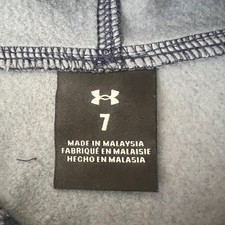 7
MADE IN MALAYSIA
FABRIQUÉ EN MALAISIE
HECHO EN MALASIA